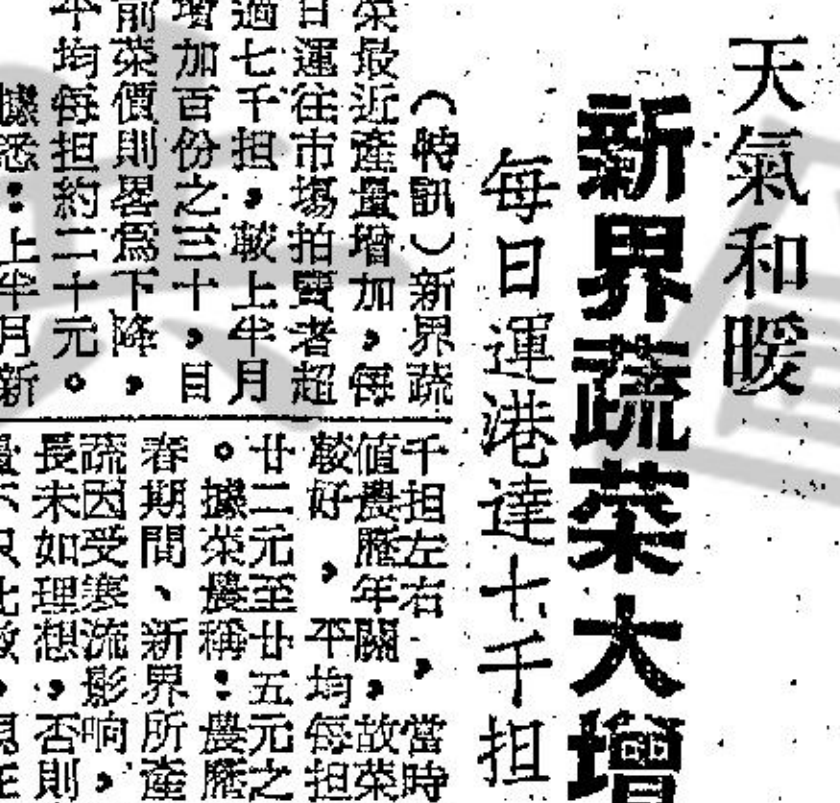 天氣和暖
新界蔬菜大增
每日運港達七千担
（特訊）新界蔬
菜最近產量增加，每
日運往市場拍賣者超
過七千担，較上半月
增加百份之三十，目
前菜價則畧為下降，
平均每担約二十元。
據悉：上半月新
千担左右，當時
值農曆年關，故菜
較好，平均每担
廿二元至廿五元之
。據菜農稱：農曆
春期間、新界所產
蔬因受寒流影响，
長未如理想，否則